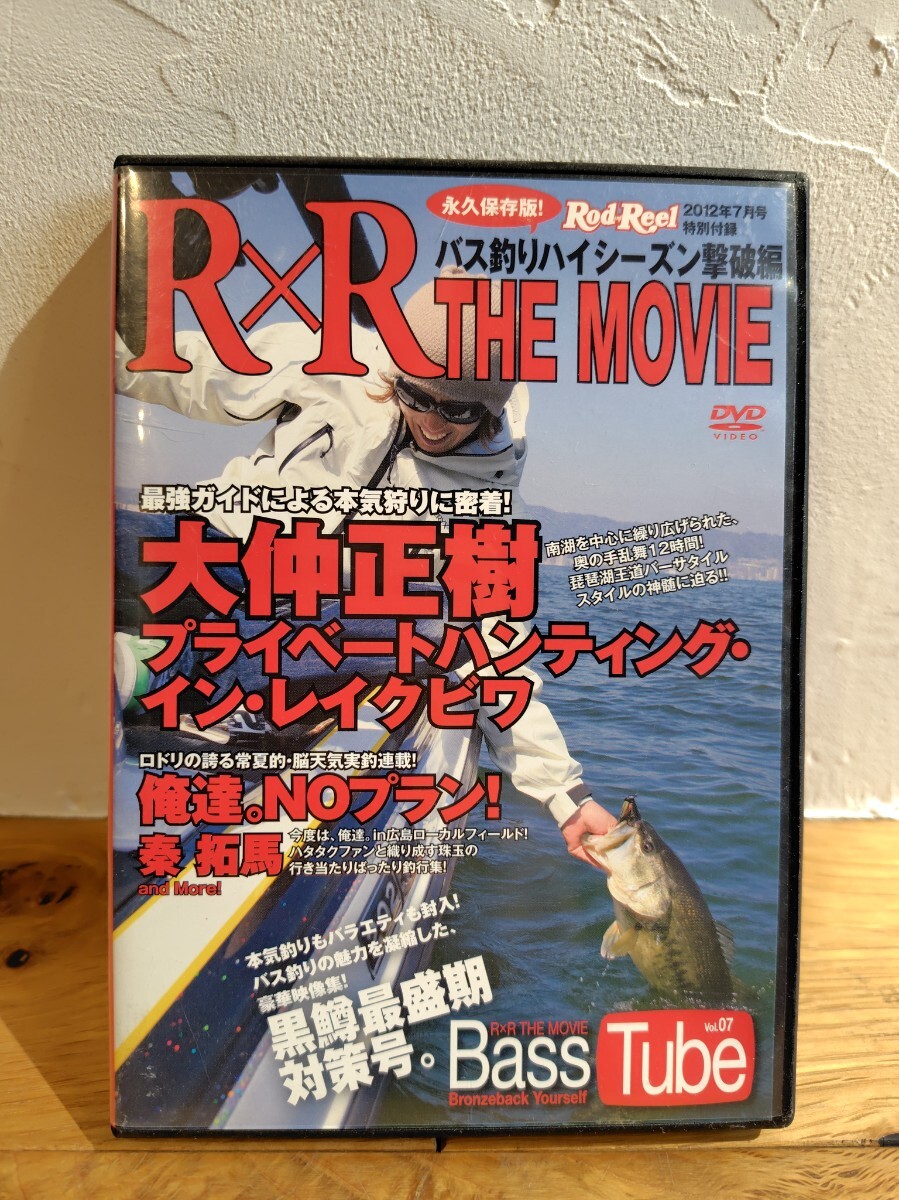 永久保存版!
Rod and Reel
2012年7月号
特別付録
R×R
バス釣りハイシーズン撃破編
THE MOVIE
DVD
VIDEO
最強ガイドによる本気狩りに密着!
大仲正樹
南湖を中心に繰り広げられた、
奥の手乱舞12時間!
琵琶湖王道バーサタイル
スタイルの神髄に迫る!!
プライベートハンティング・
イン・レイクビワ
ロドリの誇る常夏的・脳天気実釣連載!
俺達。NOプラン!
秦 拓馬
今度は、俺達。in広島ローカルフィールド!
ハタタクファンと織り成す珠玉の
行き当たりばったり釣行集!
and More!
本気釣りもバラエティも封入!
バス釣りの魅力を凝縮した、
豪華映像集!
黒鱒最盛期
対策号。
R×R THE MOVIE
Bass
Bronzeback Yourself
Vol.07
Tube